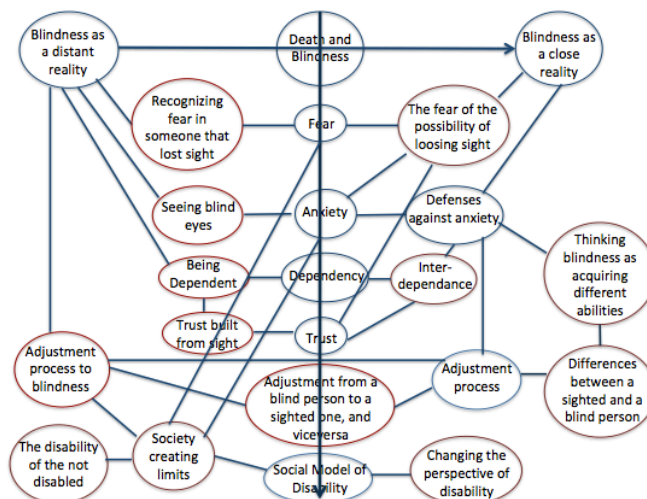 Blindness as
a distant
reality
Death and
Blindness
Blindness as
a close
reality
Recognizing
fear in
someone that
lost sight
Fear
The fear of the
possibility of
loosing sight
Seeing blind
eyes
Anxiety
Defenses
against anxiety
Thinking
blindness as
acquiring
different
abilities
Being
Dependent
Dependency
Inter-
dependance
Trust built
from sight
Trust
Adjustment
process to
blindness
Adjustment from a
blind person to a
sighted one, and
viceversa
Adjustment
process
Differences
between a
sighted and a
blind person
The disability
of the not
disabled
Society
creating
limits
Social Model of
Disability
Changing the
perspective of
disability